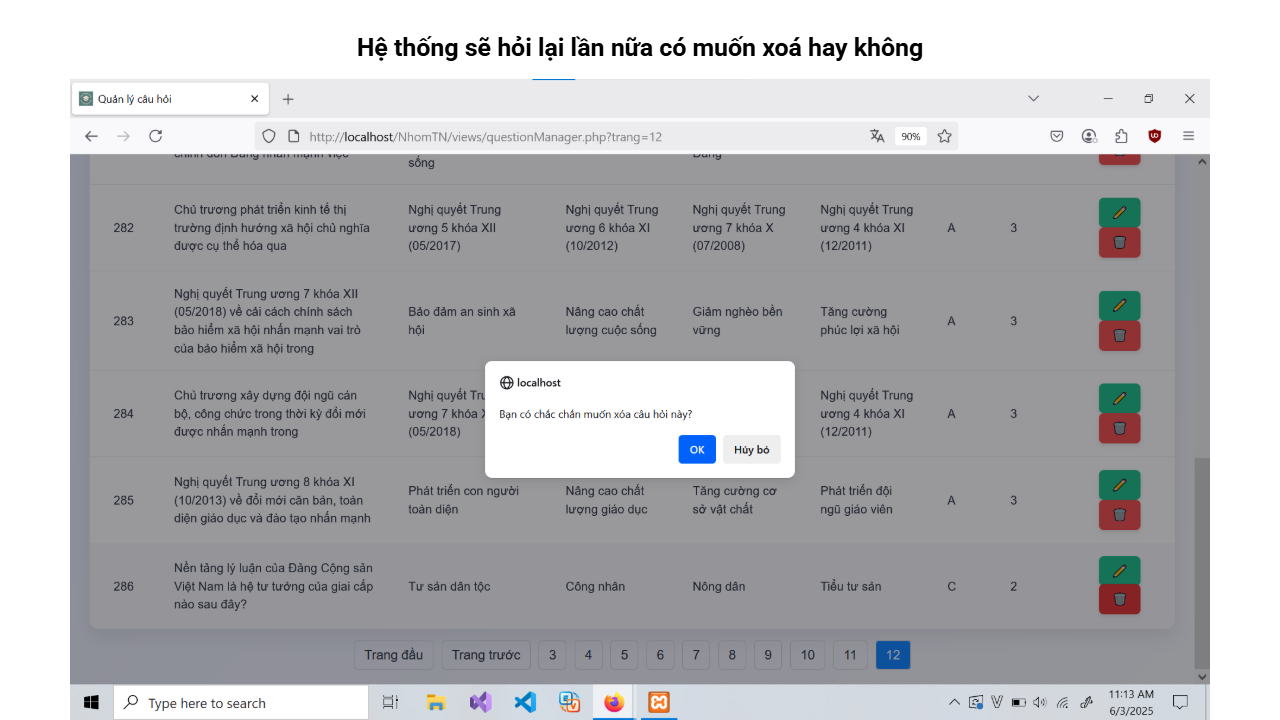 Hệ thống sẽ hỏi lại lần nữa có muốn xoá hay không
Quản lý câu hỏi
http://localhost/NhomTN/views/questionManager.php?trang=12
90%
chỉnh đốn Đảng nhấn mạnh việc
sống
Đảng
282
Chủ trương phát triển kinh tế thị
trường định hướng xã hội chủ nghĩa
được cụ thể hóa qua
Nghị quyết Trung
ương 5 khóa XII
(05/2017)
Nghị quyết Trung
ương 6 khóa XI
(10/2012)
Nghị quyết Trung
ương 7 khóa X
(07/2008)
Nghị quyết Trung
ương 4 khóa XI
(12/2011)
A
3
283
Nghị quyết Trung ương 7 khóa XII
(05/2018) về cải cách chính sách
bảo hiểm xã hội nhấn mạnh vai trò
của bảo hiểm xã hội trong
Bảo đảm an sinh xã
hội
Nâng cao chất
lượng cuộc sống
Giảm nghèo bền
vững
Tăng cường
phúc lợi xã hội
A
3
localhost
Bạn có chắc chắn muốn xóa câu hỏi này?
OK
Hủy bỏ
284
Chủ trương xây dựng đội ngũ cán
bộ, công chức trong thời kỳ đổi mới
được nhấn mạnh trong
Nghị quyết
ương 7 khóa
(05/2018)
Nghị quyết Trung
ương 4 khóa XI
(12/2011)
A
3
285
Nghị quyết Trung ương 8 khóa XI
(10/2013) về đổi mới căn bản, toàn
diện giáo dục và đào tạo nhấn mạnh
Phát triển con người
toàn diện
Nâng cao chất
lượng giáo dục
Tăng cường cơ
sở vật chất
Phát triển đội
ngũ giáo viên
A
3
286
Nền tảng lý luận của Đảng Cộng sản
Việt Nam là hệ tư tưởng của giai cấp
nào sau đây?
Tư sản dân tộc
Công nhân
Nông dân
Tiểu tư sản
C
2
Trang đầu
Trang trước
3
4
5
6
7
8
9
10
11
12
Type here to search
11:13 AM
6/3/2025